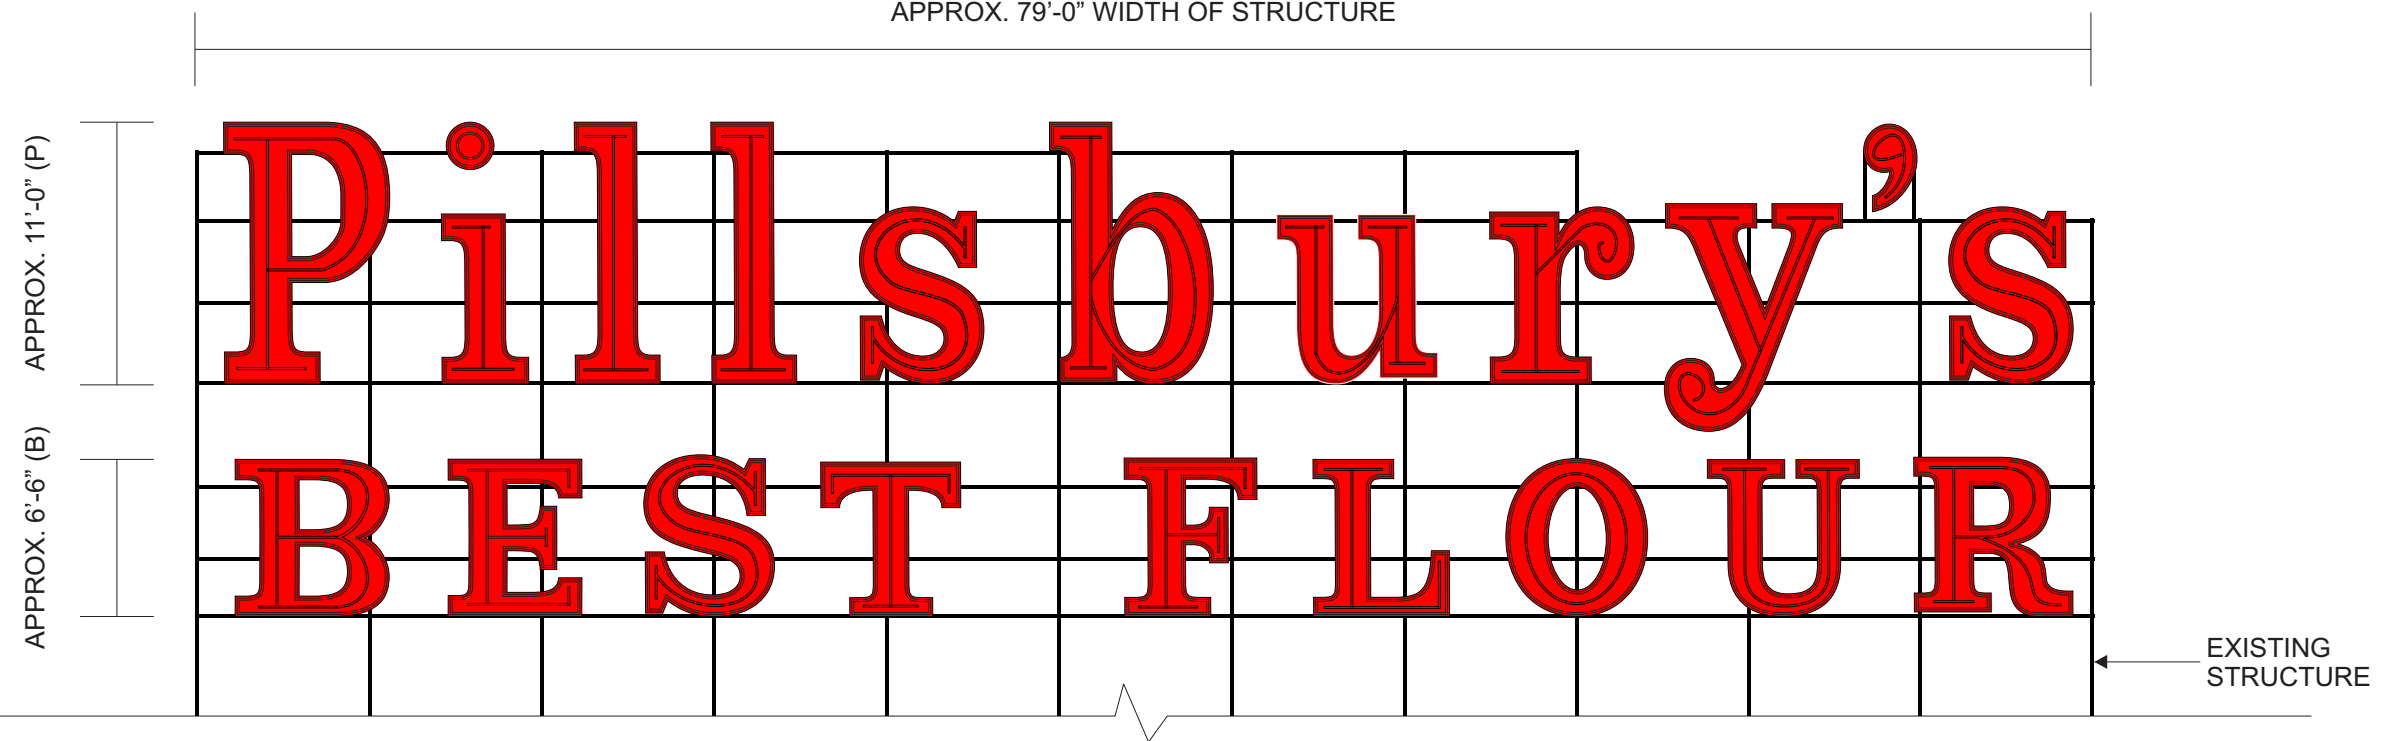 APPROX. 79’-0” WIDTH OF STRUCTURE
APPROX. 11’-0” (P)
Pillsbury’s
APPROX. 6’-6” (B)
BEST FLOUR
EXISTING
STRUCTURE